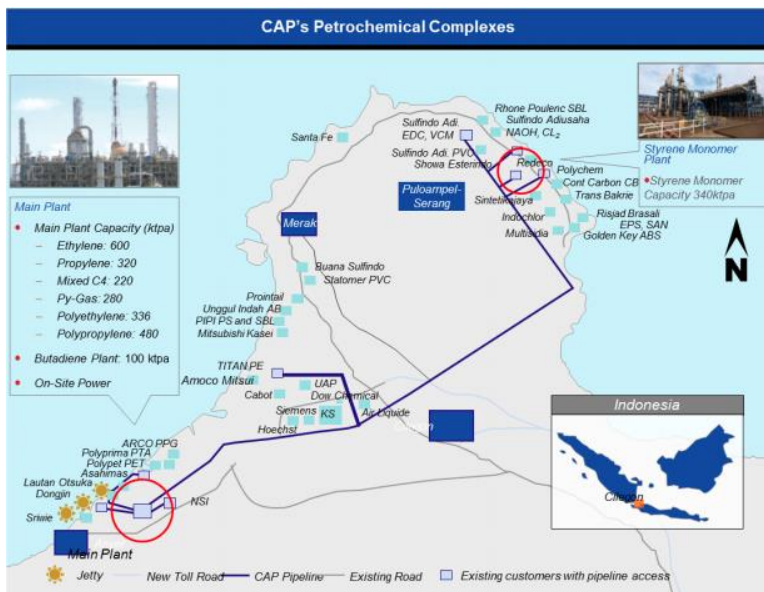 CAP's Petrochemical Complexes
Main Plant
Main Plant Capacity (ktpa)
Ethylene: 600
Propylene: 320
Mixed C4: 220
Py-Gas: 280
Polyethylene: 336
Polypropylene: 480
Butadiene Plant: 100 ktpa
On-Site Power
Santa Fe
Merak
Rhone Poulenc SBL
Sulfindo Adiusaha
NAOH, CL₂
Sulfindo Adi.
EDC, VCM
Sulfindo Adi. PVC
Showa Esterindo
Redeco
Polychem
Cont Carbon CB
Trans Bakrie
Puloampel-
Serang
Sintetikajaya
Indochlor
Multisidia
Risjad Brasali
EPS, SAN
Golden Key ABS
Styrene Monomer
Plant
Styrene Monomer
Capacity 340ktpa
N
Buana Sulfindo
Statomer PVC
Prointail
Unggul Indah AB
PIPI PS and SBL
Mitsubishi Kasei
TITAN PE
Amoco Mitsui
Cabot
UAP
Dow Chemical
Siemens
KS
Air Liquide
Hoechst
ARCO PPG
Polyprima PTA
Polypet PET
Asahimas
Lautan Otsuka
Dongjin
NSI
Main Plant
Indonesia
Cilegon
Jetty
New Toll Road
CAP Pipeline
Existing Road
Existing customers with pipeline access